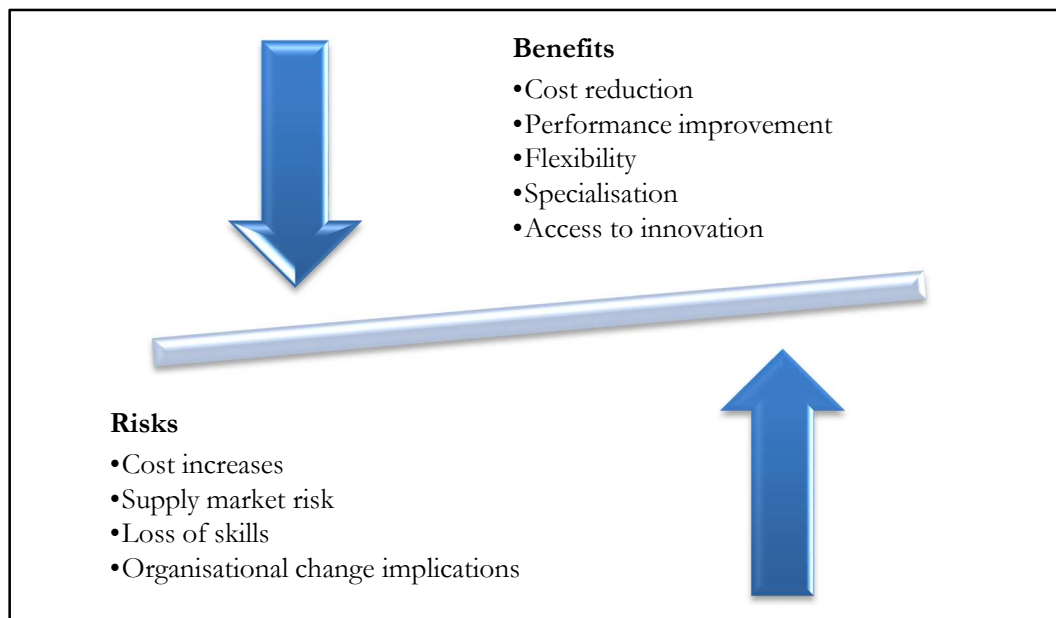 Benefits
•Cost reduction
•Performance improvement
•Flexibility
•Specialisation
•Access to innovation
Risks
•Cost increases
•Supply market risk
•Loss of skills
•Organisational change implications